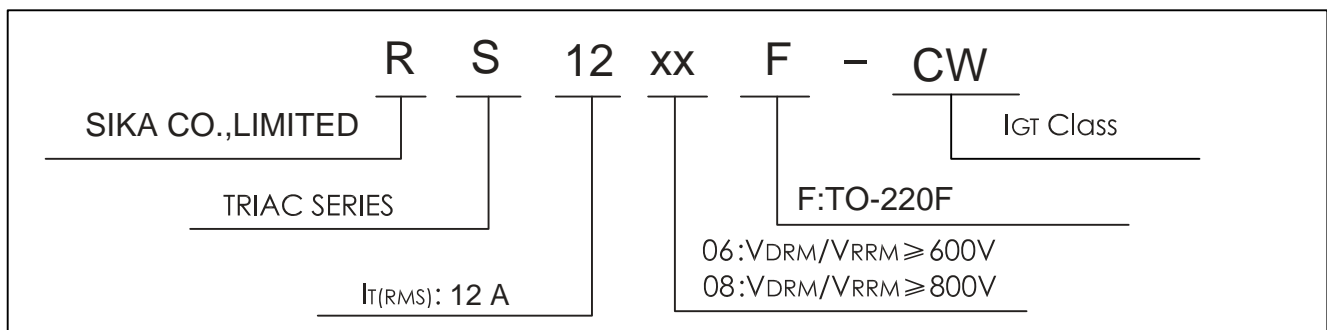 R S 12 xx F - CW
SIKA CO.,LIMITED
IGT Class
TRIAC SERIES
F:TO-220F
06:VDRM/VRRM⩾600V
08:VDRM/VRRM⩾800V
IT(RMS): 12 A